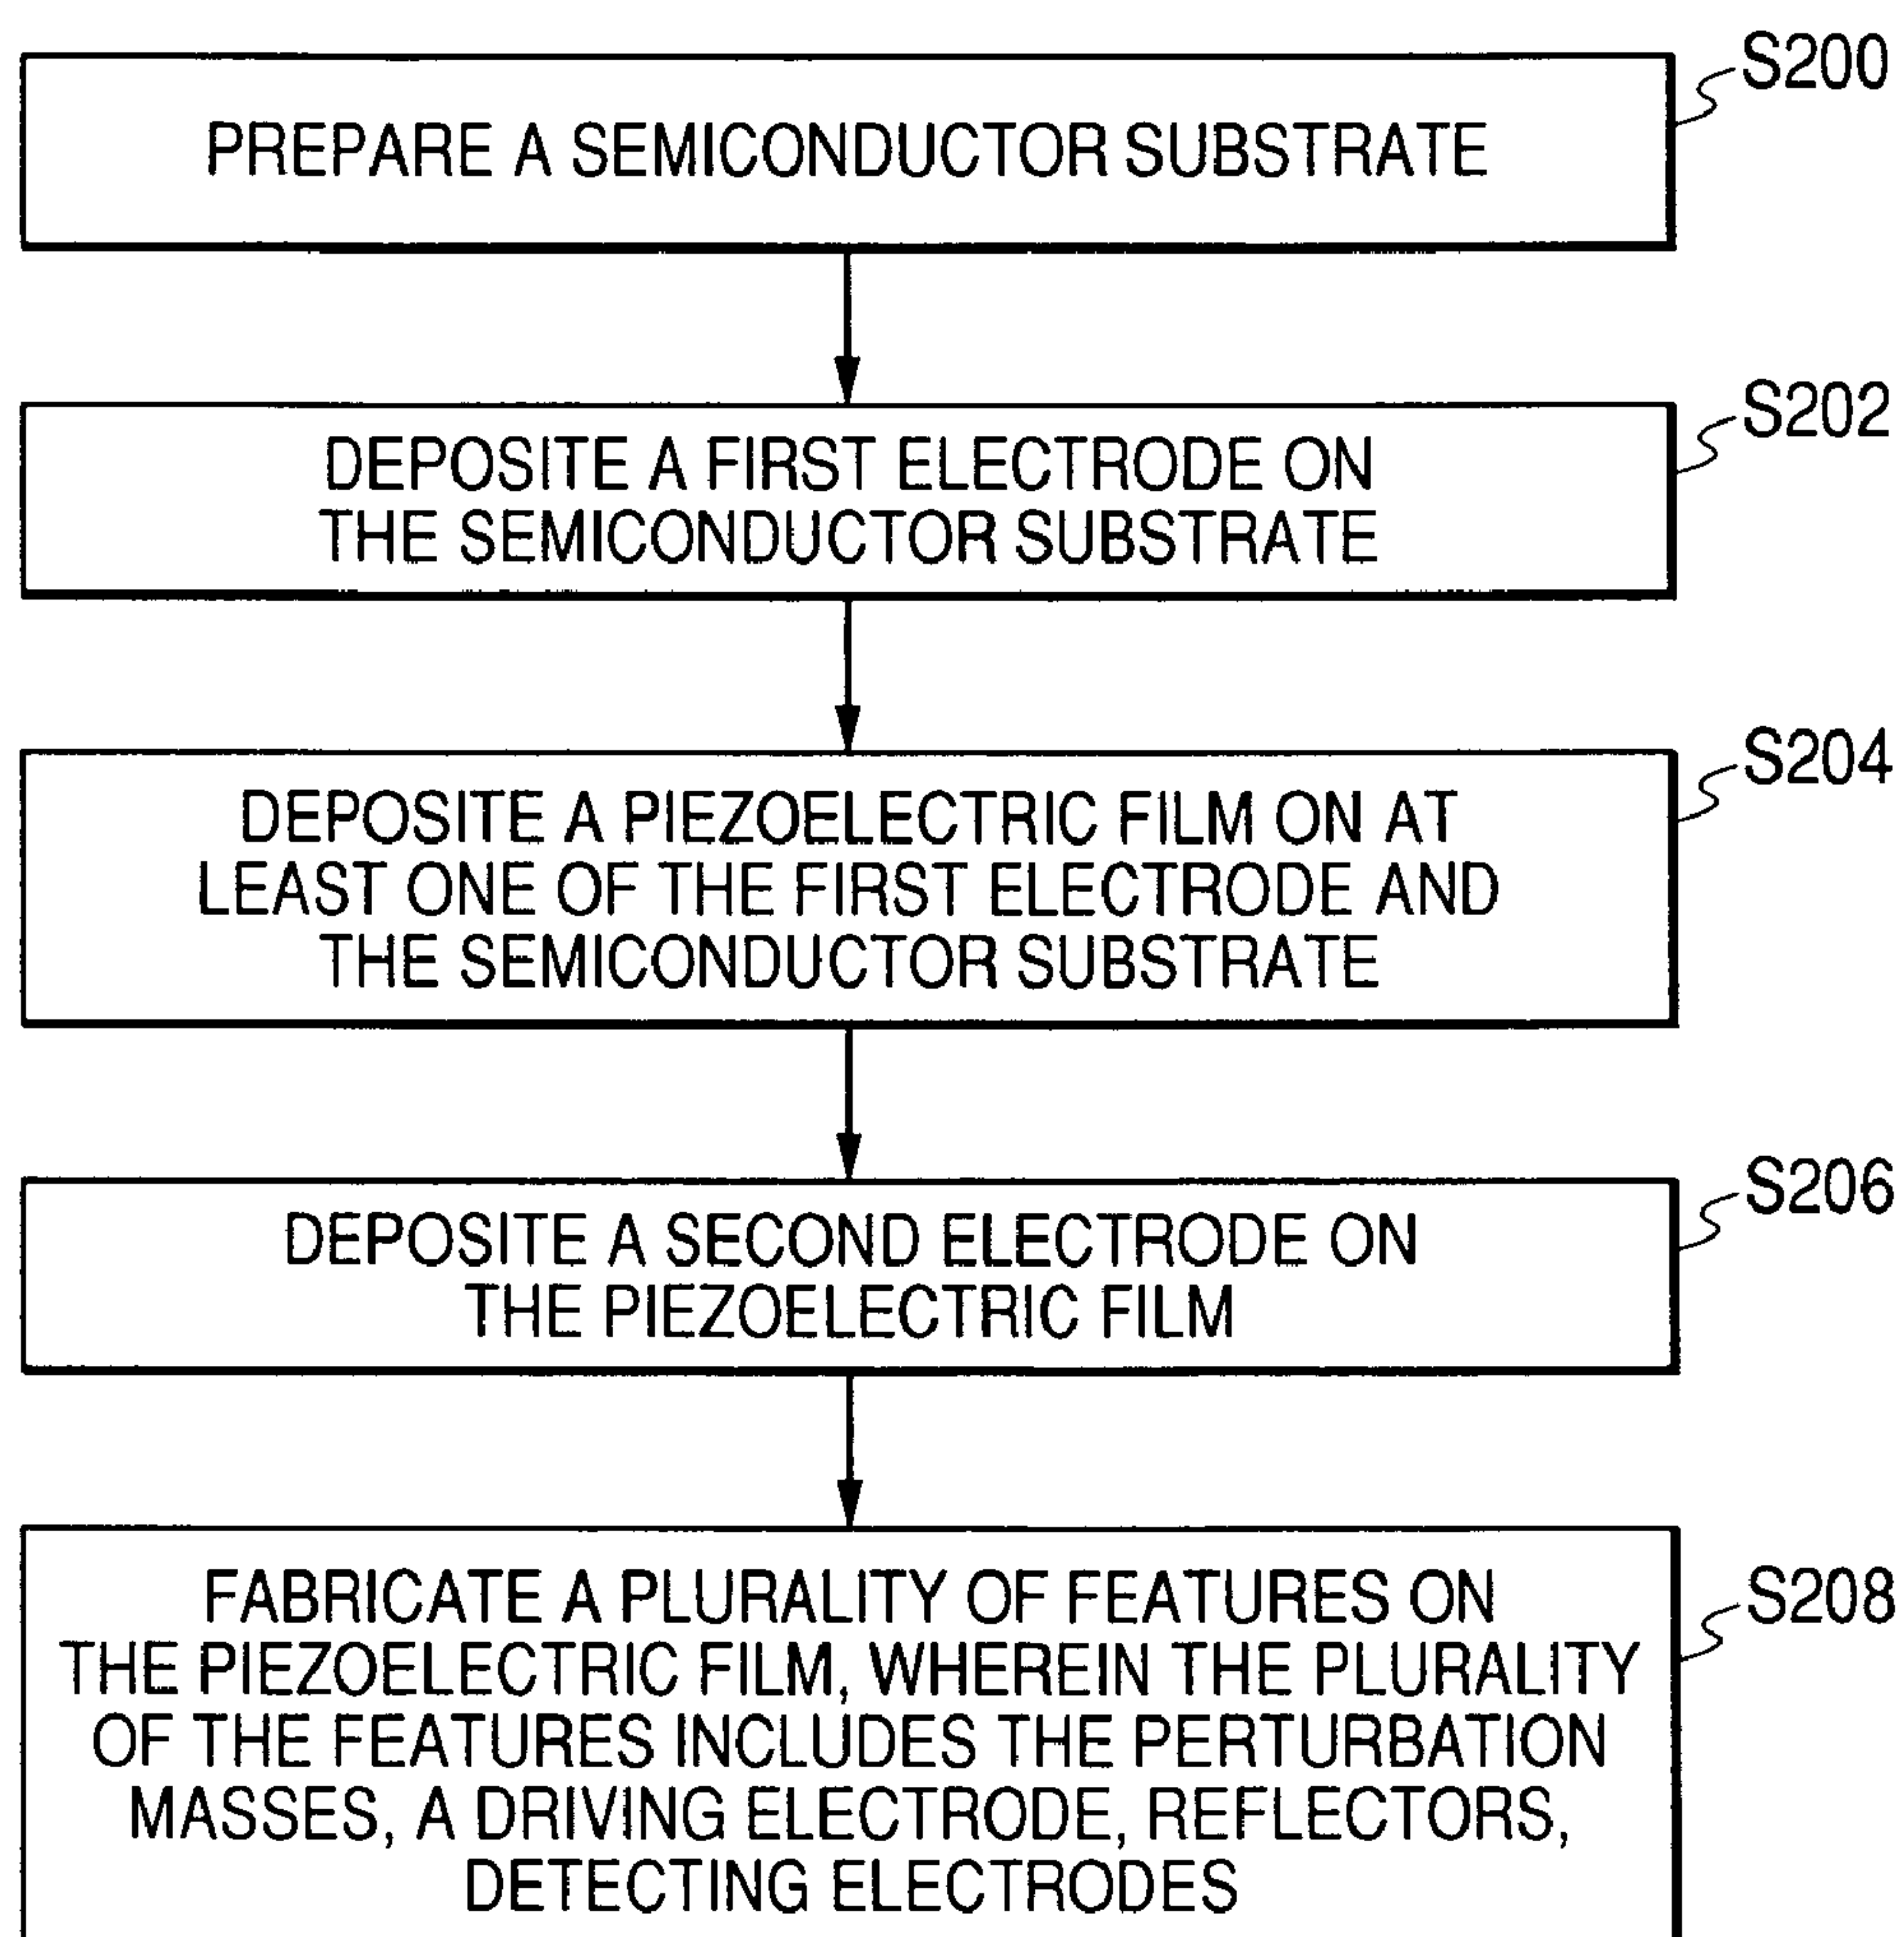 S200
PREPARE A SEMICONDUCTOR SUBSTRATE
S202
DEPOSITE A FIRST ELECTRODE ON
THE SEMICONDUCTOR SUBSTRATE
S204
DEPOSITE A PIEZOELECTRIC FILM ON AT
LEAST ONE OF THE FIRST ELECTRODE AND
THE SEMICONDUCTOR SUBSTRATE
S206
DEPOSITE A SECOND ELECTRODE ON
THE PIEZOELECTRIC FILM
S208
FABRICATE A PLURALITY OF FEATURES ON
THE PIEZOELECTRIC FILM, WHEREIN THE PLURALITY
OF THE FEATURES INCLUDES THE PERTURBATION
MASSES, A DRIVING ELECTRODE, REFLECTORS,
DETECTING ELECTRODES